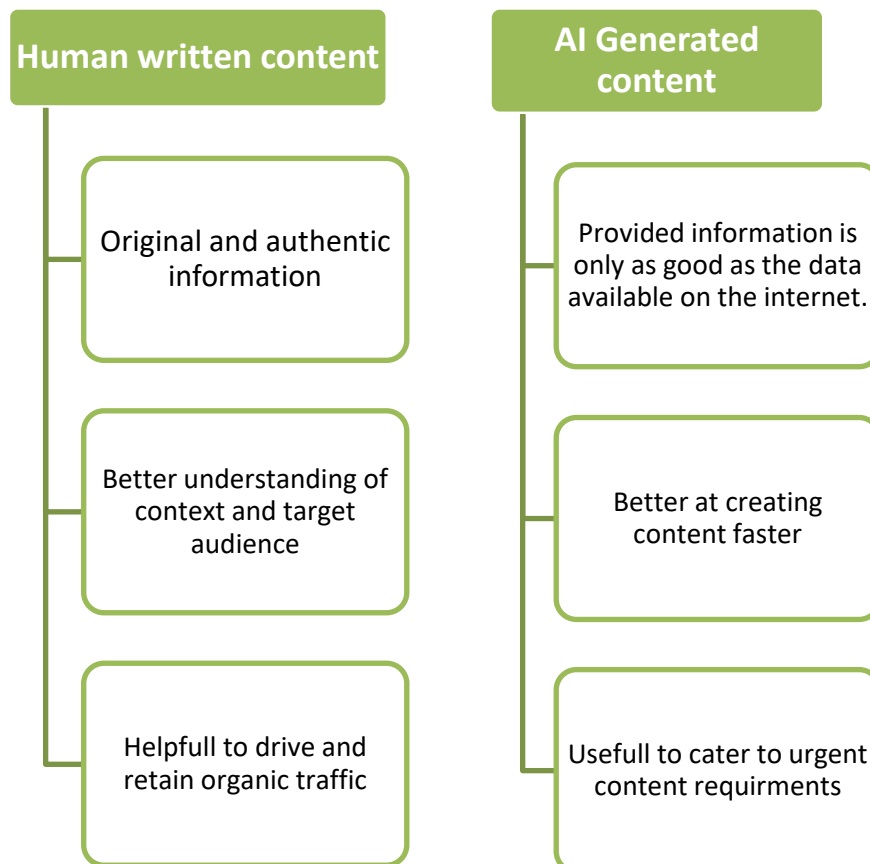 Human written content
Original and authentic
information
Better understanding of
context and target
audience
Helpfull to drive and
retain organic traffic
AI Generated
content
Provided information is
only as good as the data
available on the internet.
Better at creating
content faster
Usefull to cater to urgent
content requirments